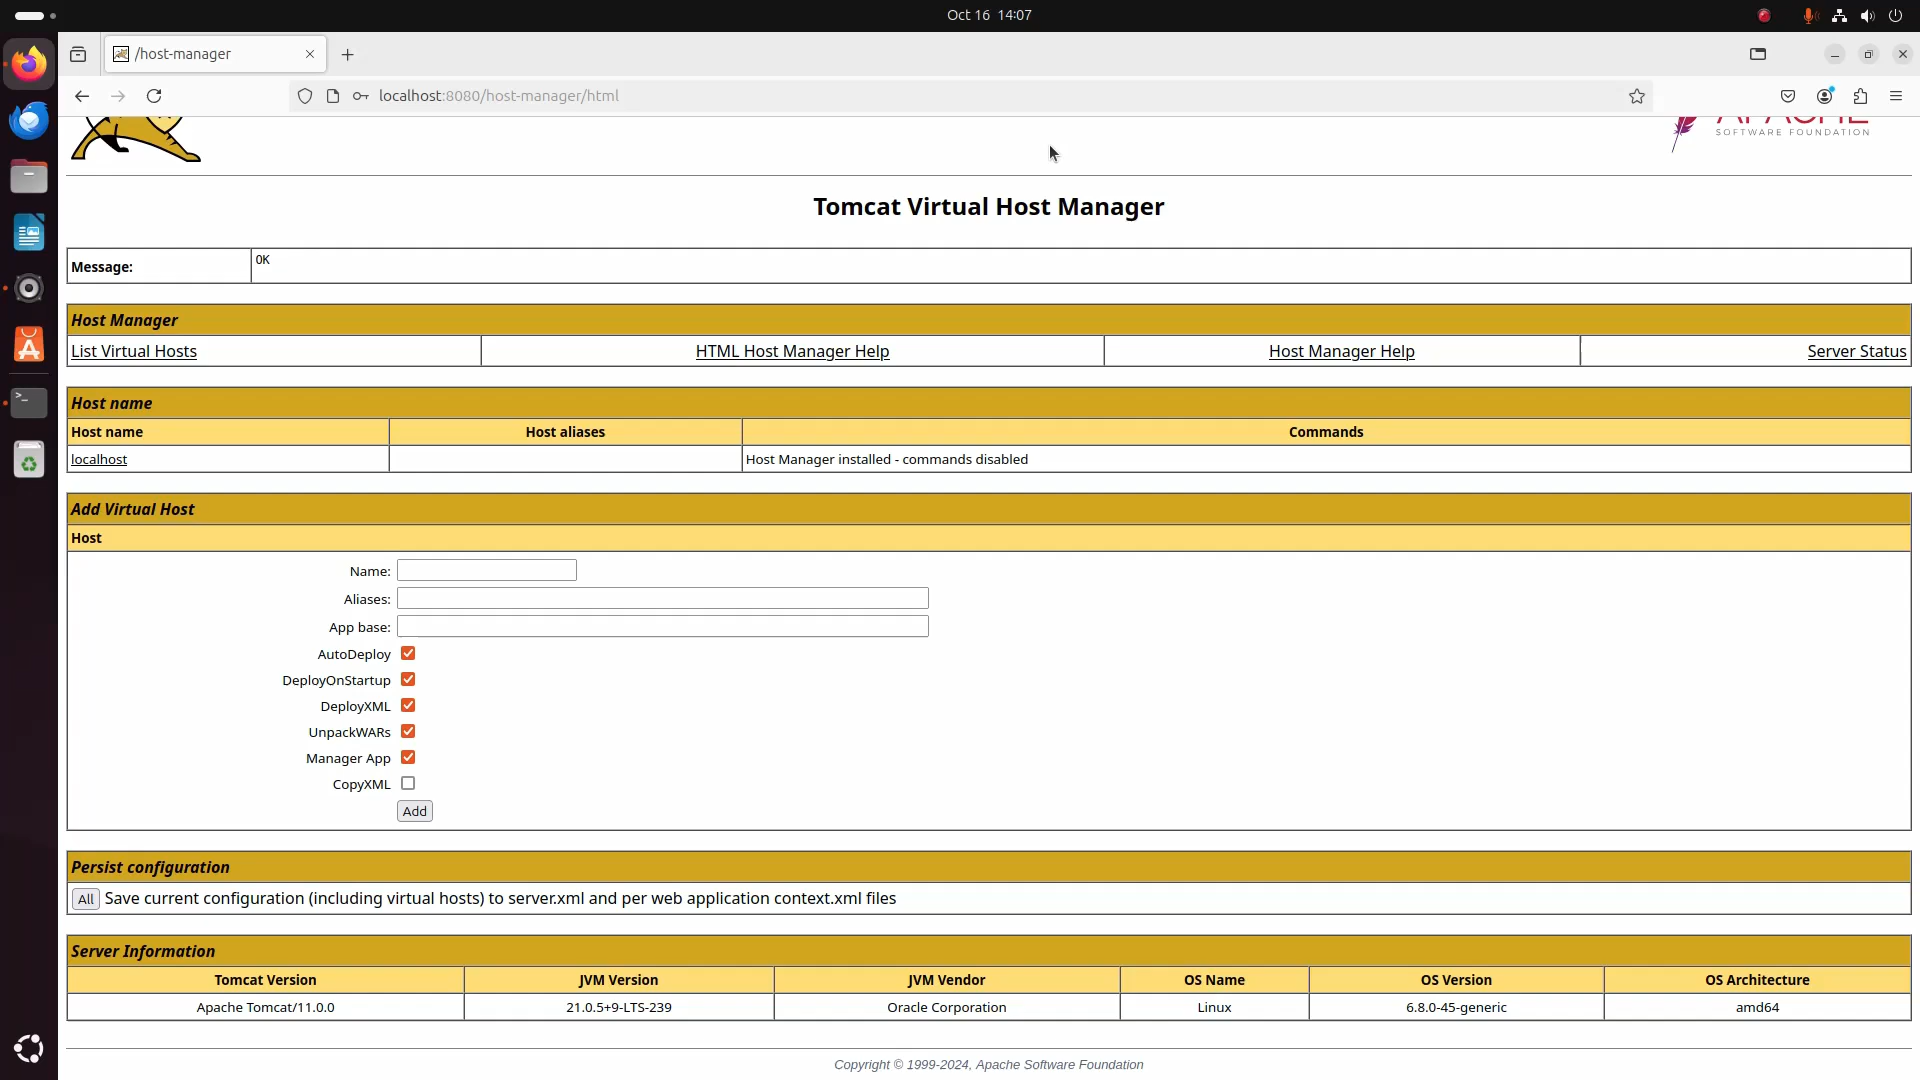 Oct 16 14:07
/host-manager
localhost:8080/host-manager/html
SOFTWARE FOUNDATION
Tomcat Virtual Host Manager
Message: OK
Host Manager
List Virtual Hosts HTML Host Manager Help Host Manager Help Server Status
Host name
Host name Host aliases Commands
localhost Host Manager installed - commands disabled
Add Virtual Host
Host
Name:
Aliases:
App base:
AutoDeploy
DeployOnStartup
DeployXML
UnpackWARs
Manager App
CopyXML
Add
Persist configuration
All Save current configuration (including virtual hosts) to server.xml and per web application context.xml files
Server Information
Tomcat Version JVM Version JVM Vendor OS Name OS Version OS Architecture
Apache Tomcat/11.0.0 21.0.5+9-LTS-239 Oracle Corporation Linux 6.8.0-45-generic amd64
Copyright © 1999-2024, Apache Software Foundation